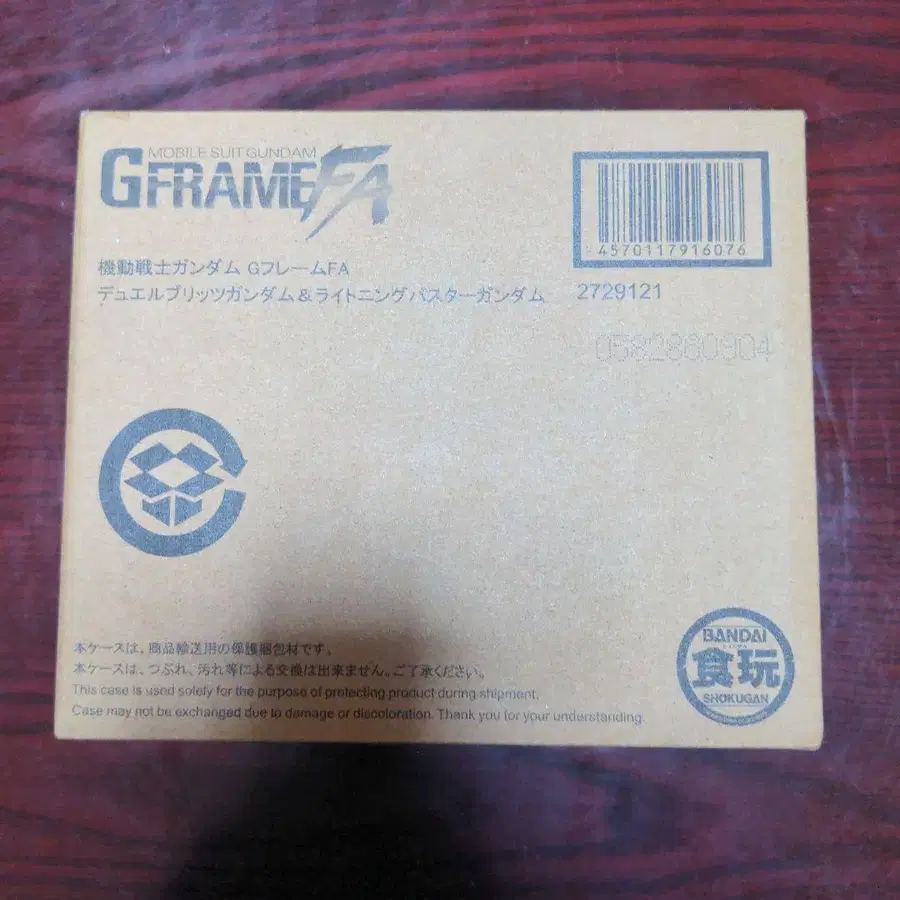 MOBILE SUIT GUNDAM
GFRAMEFA
4570117916076
機動戦士ガンダム GフレームFA
デュエルブリッツガンダム&ライトニングバスターガンダム 2729121
0582860904
本ケースは、商品輸送用の保護梱包材です。
本ケースは、つぶれ、汚れ等による交換は出来ません。ご了承ください。
This case is used solely for the purpose of protecting product during shipment.
Case may not be exchanged due to damage or discoloration. Thank you for your understanding.
BANDAI
食玩
SHOKUGAN